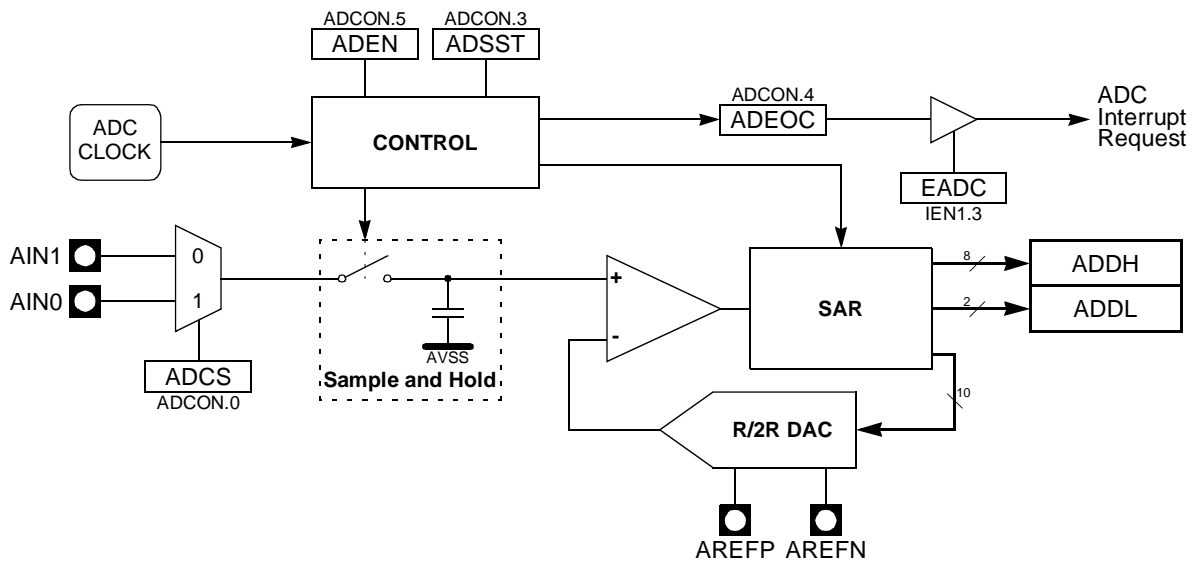 ADCON.5
ADEN
ADCON.3
ADSST
ADC
CLOCK
CONTROL
ADCON.4
ADEOC
ADC
Interrupt
Request
EADC
IEN1.3
AIN1
AIN0
0
1
ADCS
ADCON.0
AVSS
Sample and Hold
+
-
SAR
8
ADDH
2
ADDL
10
R/2R DAC
AREFP
AREFN